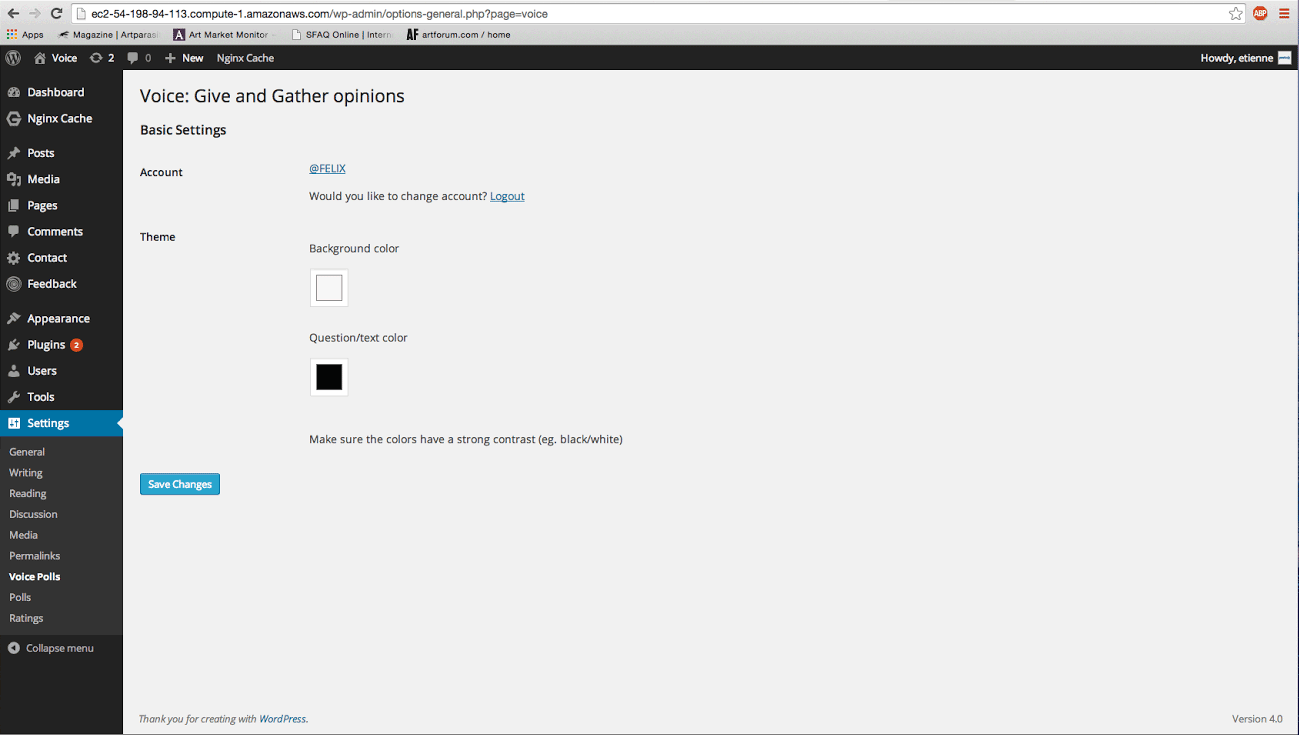 ec2-54-198-94-113.compute-1.amazonaws.com/wp-admin/options-general.php?page=voice
ABP
Apps
Magazine | Artparas
A Art Market Monitor
SFAQ Online | Intern
AF artforum.com / home
Voice
2
0
New
Nginx Cache
Howdy, etienne
Dashboard
Nginx Cache
Posts
Media
Pages
Comments
Contact
Feedback
Appearance
Plugins 2
Users
Tools
Settings
General
Writing
Reading
Discussion
Media
Permalinks
Voice Polls
Polls
Ratings
Collapse menu
Voice: Give and Gather opinions
Basic Settings
Account
@FELIX
Would you like to change account? Logout
Theme
Background color
Question/text color
Make sure the colors have a strong contrast (eg. black/white)
Save Changes
Thank you for creating with WordPress.
Version 4.0